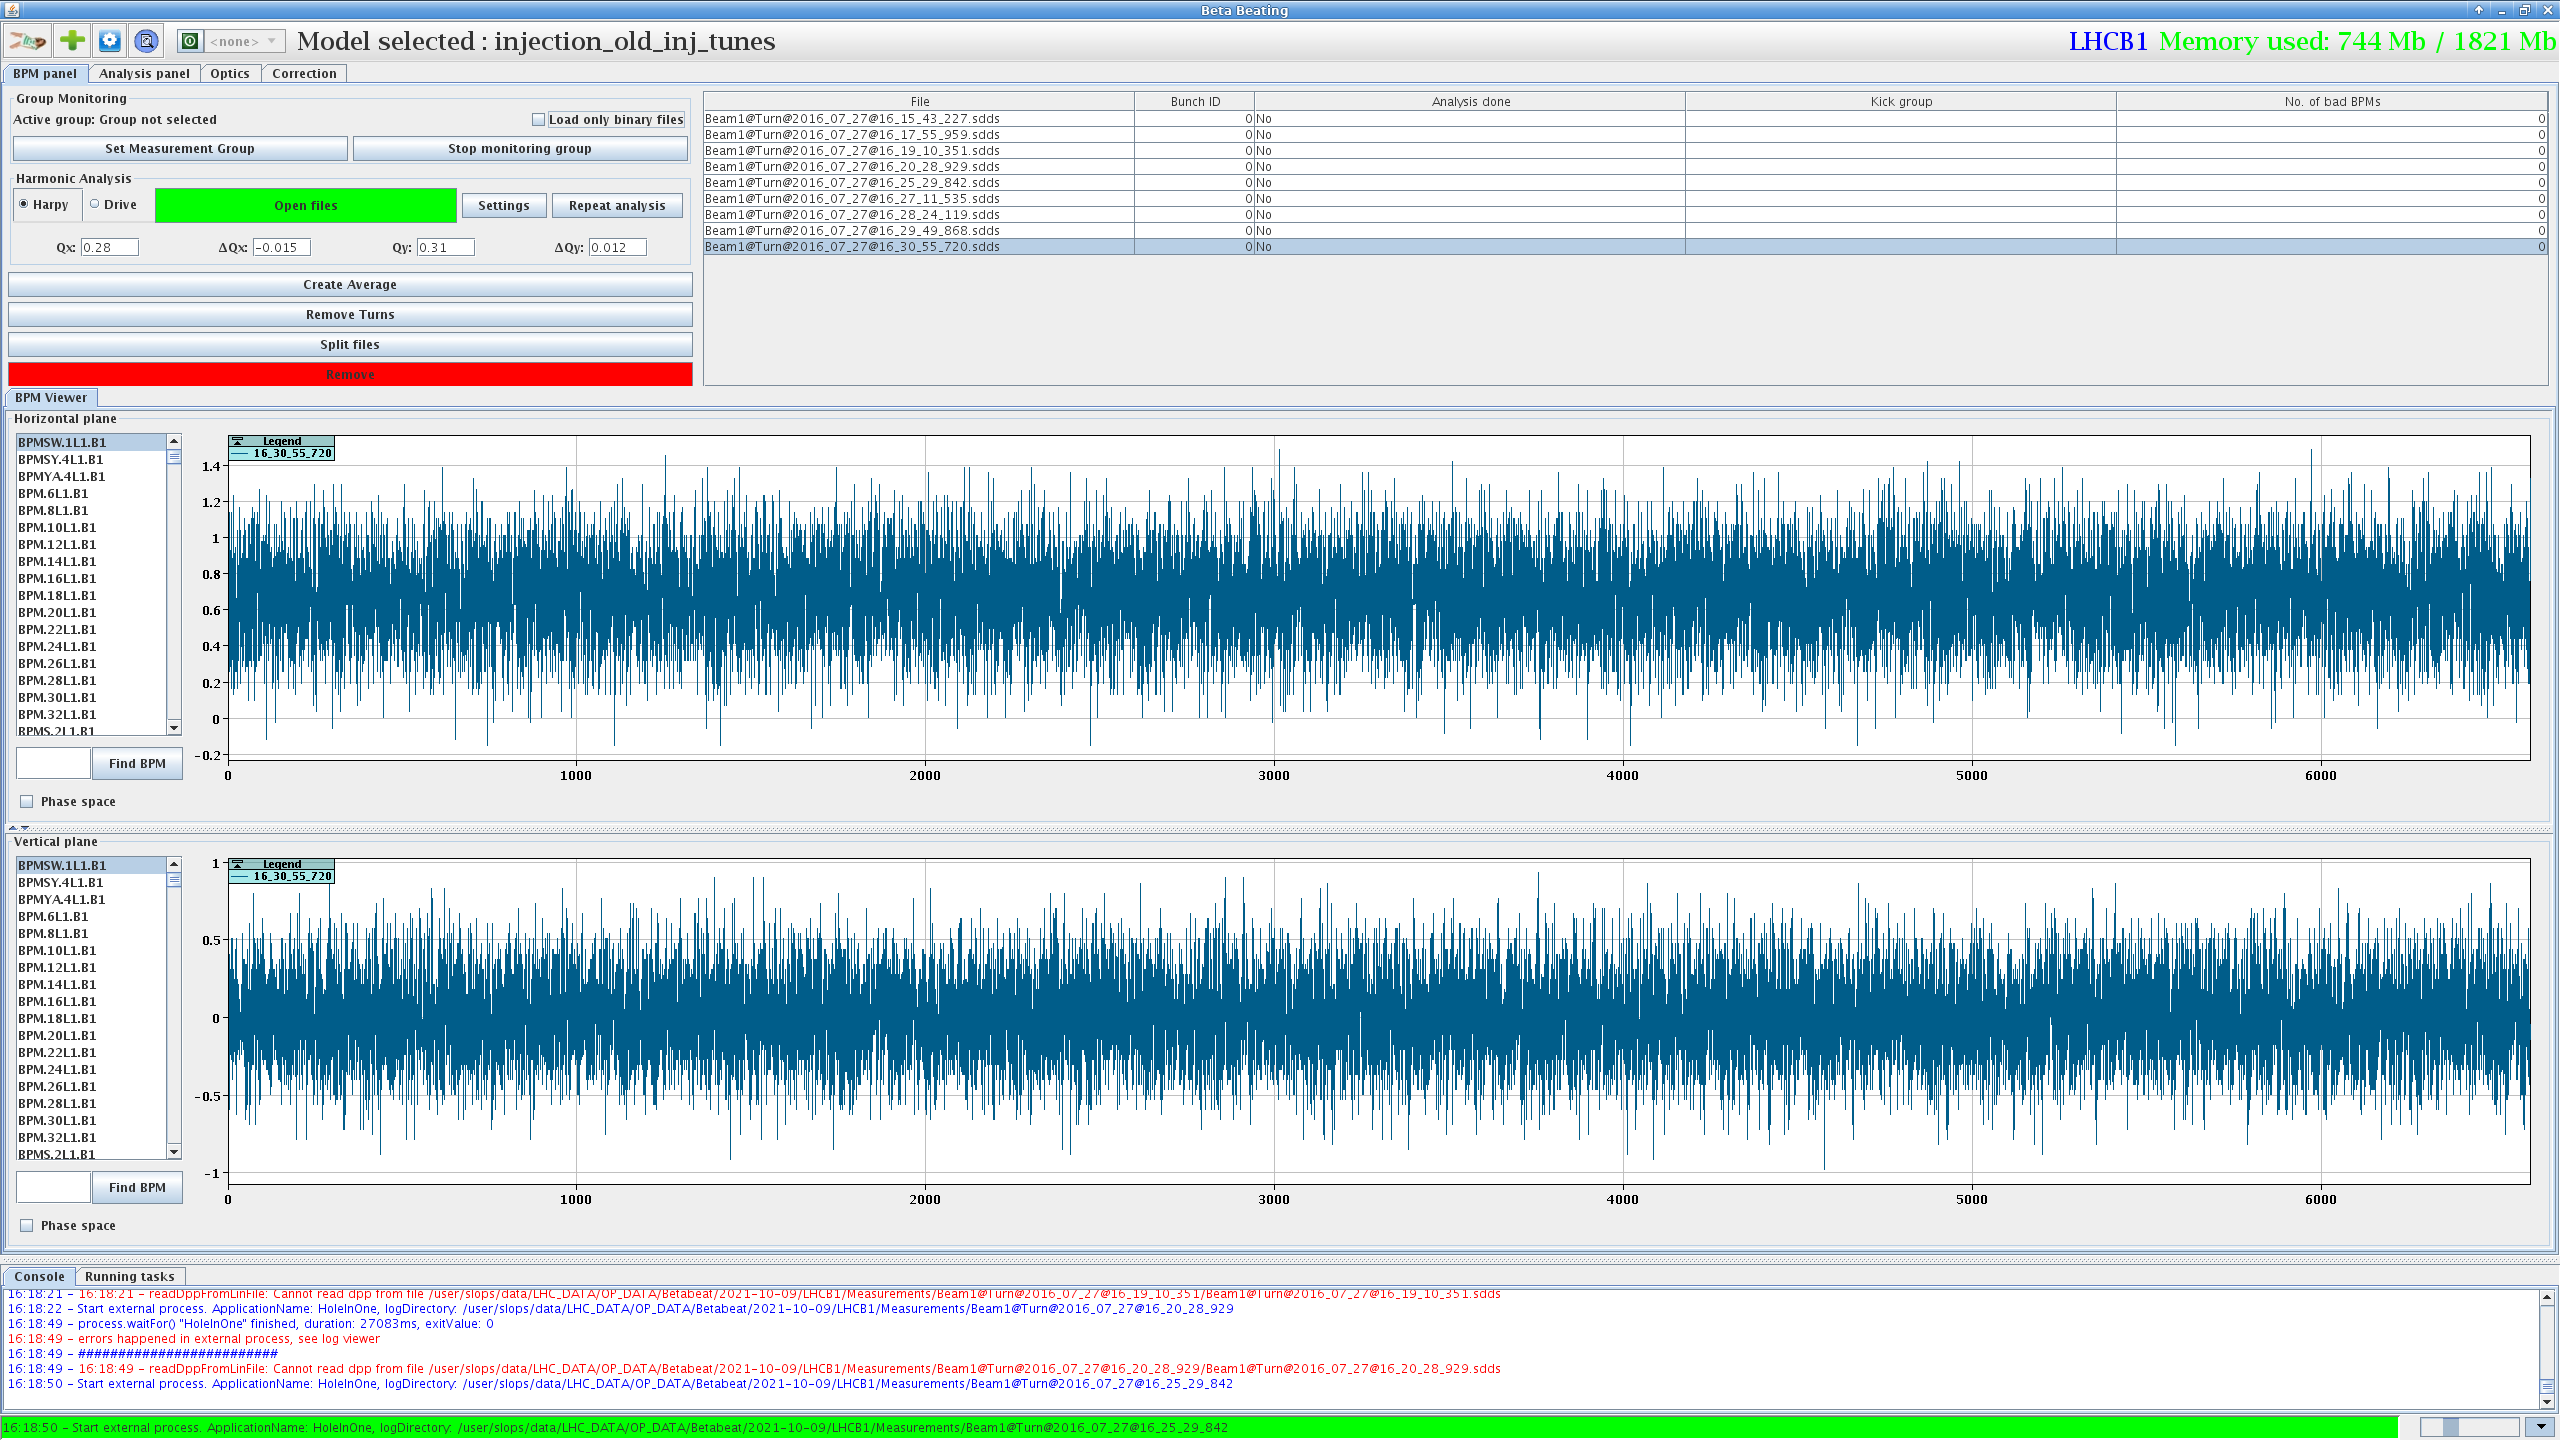 Beta Beating
<none>
Model selected : injection_old_inj_tunes
LHCB1 Memory used: 744 Mb / 1821 Mb
BPM panel Analysis panel Optics Correction
Group Monitoring
Active group: Group not selected
Load only binary files
Set Measurement Group Stop monitoring group
Harmonic Analysis
Harpy Drive Open files Settings Repeat analysis
Qx: 0.28 ΔQx: -0.015 Qy: 0.31 ΔQy: 0.012
Create Average
Remove Turns
Split files
Remove
File Bunch ID Analysis done Kick group No. of bad BPMs
Beam1@Turn@2016_07_27@16_15_43_227.sdds 0 No 0
Beam1@Turn@2016_07_27@16_17_55_959.sdds 0 No 0
Beam1@Turn@2016_07_27@16_19_10_351.sdds 0 No 0
Beam1@Turn@2016_07_27@16_20_28_929.sdds 0 No 0
Beam1@Turn@2016_07_27@16_25_29_842.sdds 0 No 0
Beam1@Turn@2016_07_27@16_27_11_535.sdds 0 No 0
Beam1@Turn@2016_07_27@16_28_24_119.sdds 0 No 0
Beam1@Turn@2016_07_27@16_29_49_868.sdds 0 No 0
Beam1@Turn@2016_07_27@16_30_55_720.sdds 0 No 0
BPM Viewer
Horizontal plane
BPMSW.1L1.B1
BPMSY.4L1.B1
BPMYA.4L1.B1
BPM.6L1.B1
BPM.8L1.B1
BPM.10L1.B1
BPM.12L1.B1
BPM.14L1.B1
BPM.16L1.B1
BPM.18L1.B1
BPM.20L1.B1
BPM.22L1.B1
BPM.24L1.B1
BPM.26L1.B1
BPM.28L1.B1
BPM.30L1.B1
BPM.32L1.B1
BPMS.2L1.B1
Find BPM
Phase space
Legend
16_30_55_720
1.4
1.2
1
0.8
0.6
0.4
0.2
0
-0.2
0 1000 2000 3000 4000 5000 6000
Vertical plane
BPMSW.1L1.B1
BPMSY.4L1.B1
BPMYA.4L1.B1
BPM.6L1.B1
BPM.8L1.B1
BPM.10L1.B1
BPM.12L1.B1
BPM.14L1.B1
BPM.16L1.B1
BPM.18L1.B1
BPM.20L1.B1
BPM.22L1.B1
BPM.24L1.B1
BPM.26L1.B1
BPM.28L1.B1
BPM.30L1.B1
BPM.32L1.B1
BPMS.2L1.B1
Find BPM
Phase space
Legend
16_30_55_720
1
0.5
0
-0.5
-1
0 1000 2000 3000 4000 5000 6000
Console Running tasks
16:18:21 - 16:18:21 - readDppFromLinFile: Cannot read dpp from file /user/slops/data/LHC_DATA/OP_DATA/Betabeat/2021-10-09/LHCB1/Measurements/Beam1@Turn@2016_07_27@16_19_10_351/Beam1@Turn@2016_07_27@16_19_10_351.sdds
16:18:22 - Start external process. ApplicationName: HoleInOne, logDirectory: /user/slops/data/LHC_DATA/OP_DATA/Betabeat/2021-10-09/LHCB1/Measurements/Beam1@Turn@2016_07_27@16_20_28_929
16:18:49 - process.waitFor() "HoleInOne" finished, duration: 27083ms, exitValue: 0
16:18:49 - errors happened in external process, see log viewer
16:18:49 - #########################
16:18:49 - 16:18:49 - readDppFromLinFile: Cannot read dpp from file /user/slops/data/LHC_DATA/OP_DATA/Betabeat/2021-10-09/LHCB1/Measurements/Beam1@Turn@2016_07_27@16_20_28_929/Beam1@Turn@2016_07_27@16_20_28_929.sdds
16:18:50 - Start external process. ApplicationName: HoleInOne, logDirectory: /user/slops/data/LHC_DATA/OP_DATA/Betabeat/2021-10-09/LHCB1/Measurements/Beam1@Turn@2016_07_27@16_25_29_842
16:18:50 - Start external process. ApplicationName: HoleInOne, logDirectory: /user/slops/data/LHC_DATA/OP_DATA/Betabeat/2021-10-09/LHCB1/Measurements/Beam1@Turn@2016_07_27@16_25_29_842